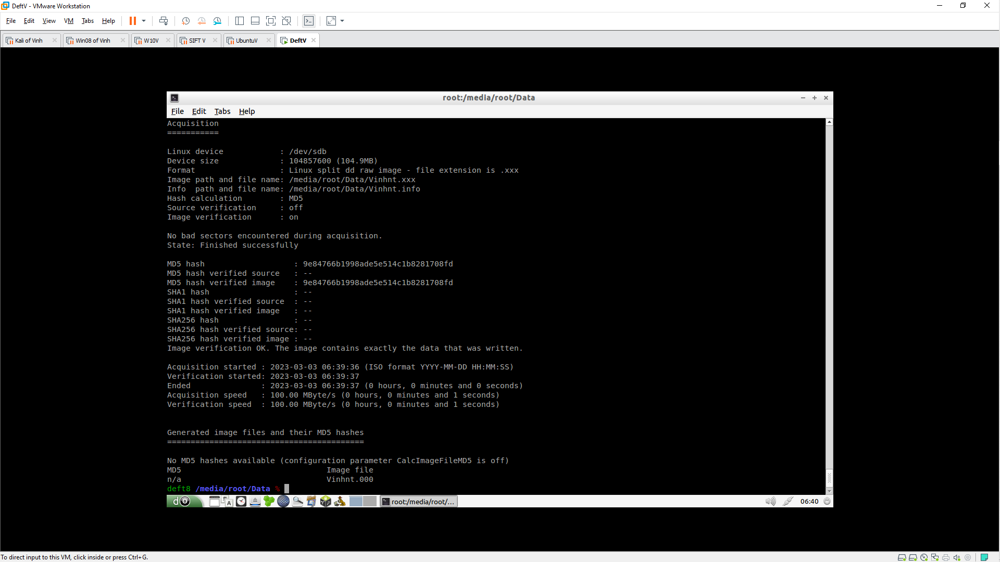 DeftV - VMware Workstation
File Edit View VM Tabs Help
Kali of Vinh Win08 of Vinh W10V SIFT V UbuntuV DeftV
root:/media/root/Data
File Edit Tabs Help
Acquisition
===========
Linux device            : /dev/sdb
Device size             : 104857600 (104.9MB)
Format                  : Linux split dd raw image - file extension is .xxx
Image path and file name: /media/root/Data/Vinhnt.xxx
Info  path and file name: /media/root/Data/Vinhnt.info
Hash calculation        : MD5
Source verification     : off
Image verification      : on
No bad sectors encountered during acquisition.
State: Finished successfully
MD5 hash                   : 9e84766b1998ade5e514c1b8281708fd
MD5 hash verified source   : --
MD5 hash verified image    : 9e84766b1998ade5e514c1b8281708fd
SHA1 hash                  : --
SHA1 hash verified source  : --
SHA1 hash verified image   : --
SHA256 hash                : --
SHA256 hash verified source: --
SHA256 hash verified image : --
Image verification OK. The image contains exactly the data that was written.
Acquisition started : 2023-03-03 06:39:36 (ISO format YYYY-MM-DD HH:MM:SS)
Verification started: 2023-03-03 06:39:37
Ended               : 2023-03-03 06:39:37 (0 hours, 0 minutes and 0 seconds)
Acquisition speed   : 100.00 MByte/s (0 hours, 0 minutes and 1 seconds)
Verification speed  : 100.00 MByte/s (0 hours, 0 minutes and 1 seconds)
Generated image files and their MD5 hashes
==========================================
No MD5 hashes available (configuration parameter CalcImageFileMD5 is off)
MD5                               Image file
n/a                               Vinhnt.000
deft8 /media/root/Data %
d8 A root:/media/root/... 06:40
To direct input to this VM, click inside or press Ctrl+G.